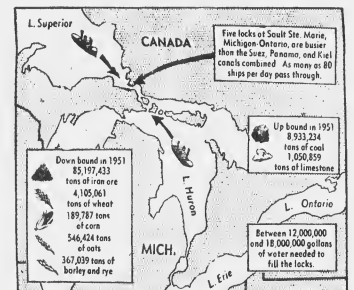 L. Superior
CANADA
Five locks at Sault Ste. Marie,
Michigan-Ontario, are busier
than the Suez, Panama, and Kiel
canals combined. As many as 80
ships per day pass through.
Down bound in 1951
85,197,433
tons of iron ore
4,105,061
tons of wheat
189,787 tons
of corn
546,424 tons
of oats
367,039 tons of
barley and rye
Up bound in 1951
8,933,234
tons of coal
1,050,859
tons of limestone
L. Huron
L. Ontario
MICH.
Between 12,000,000
and 18,000,000 gallons
of water needed to
fill the locks.
L. Erie